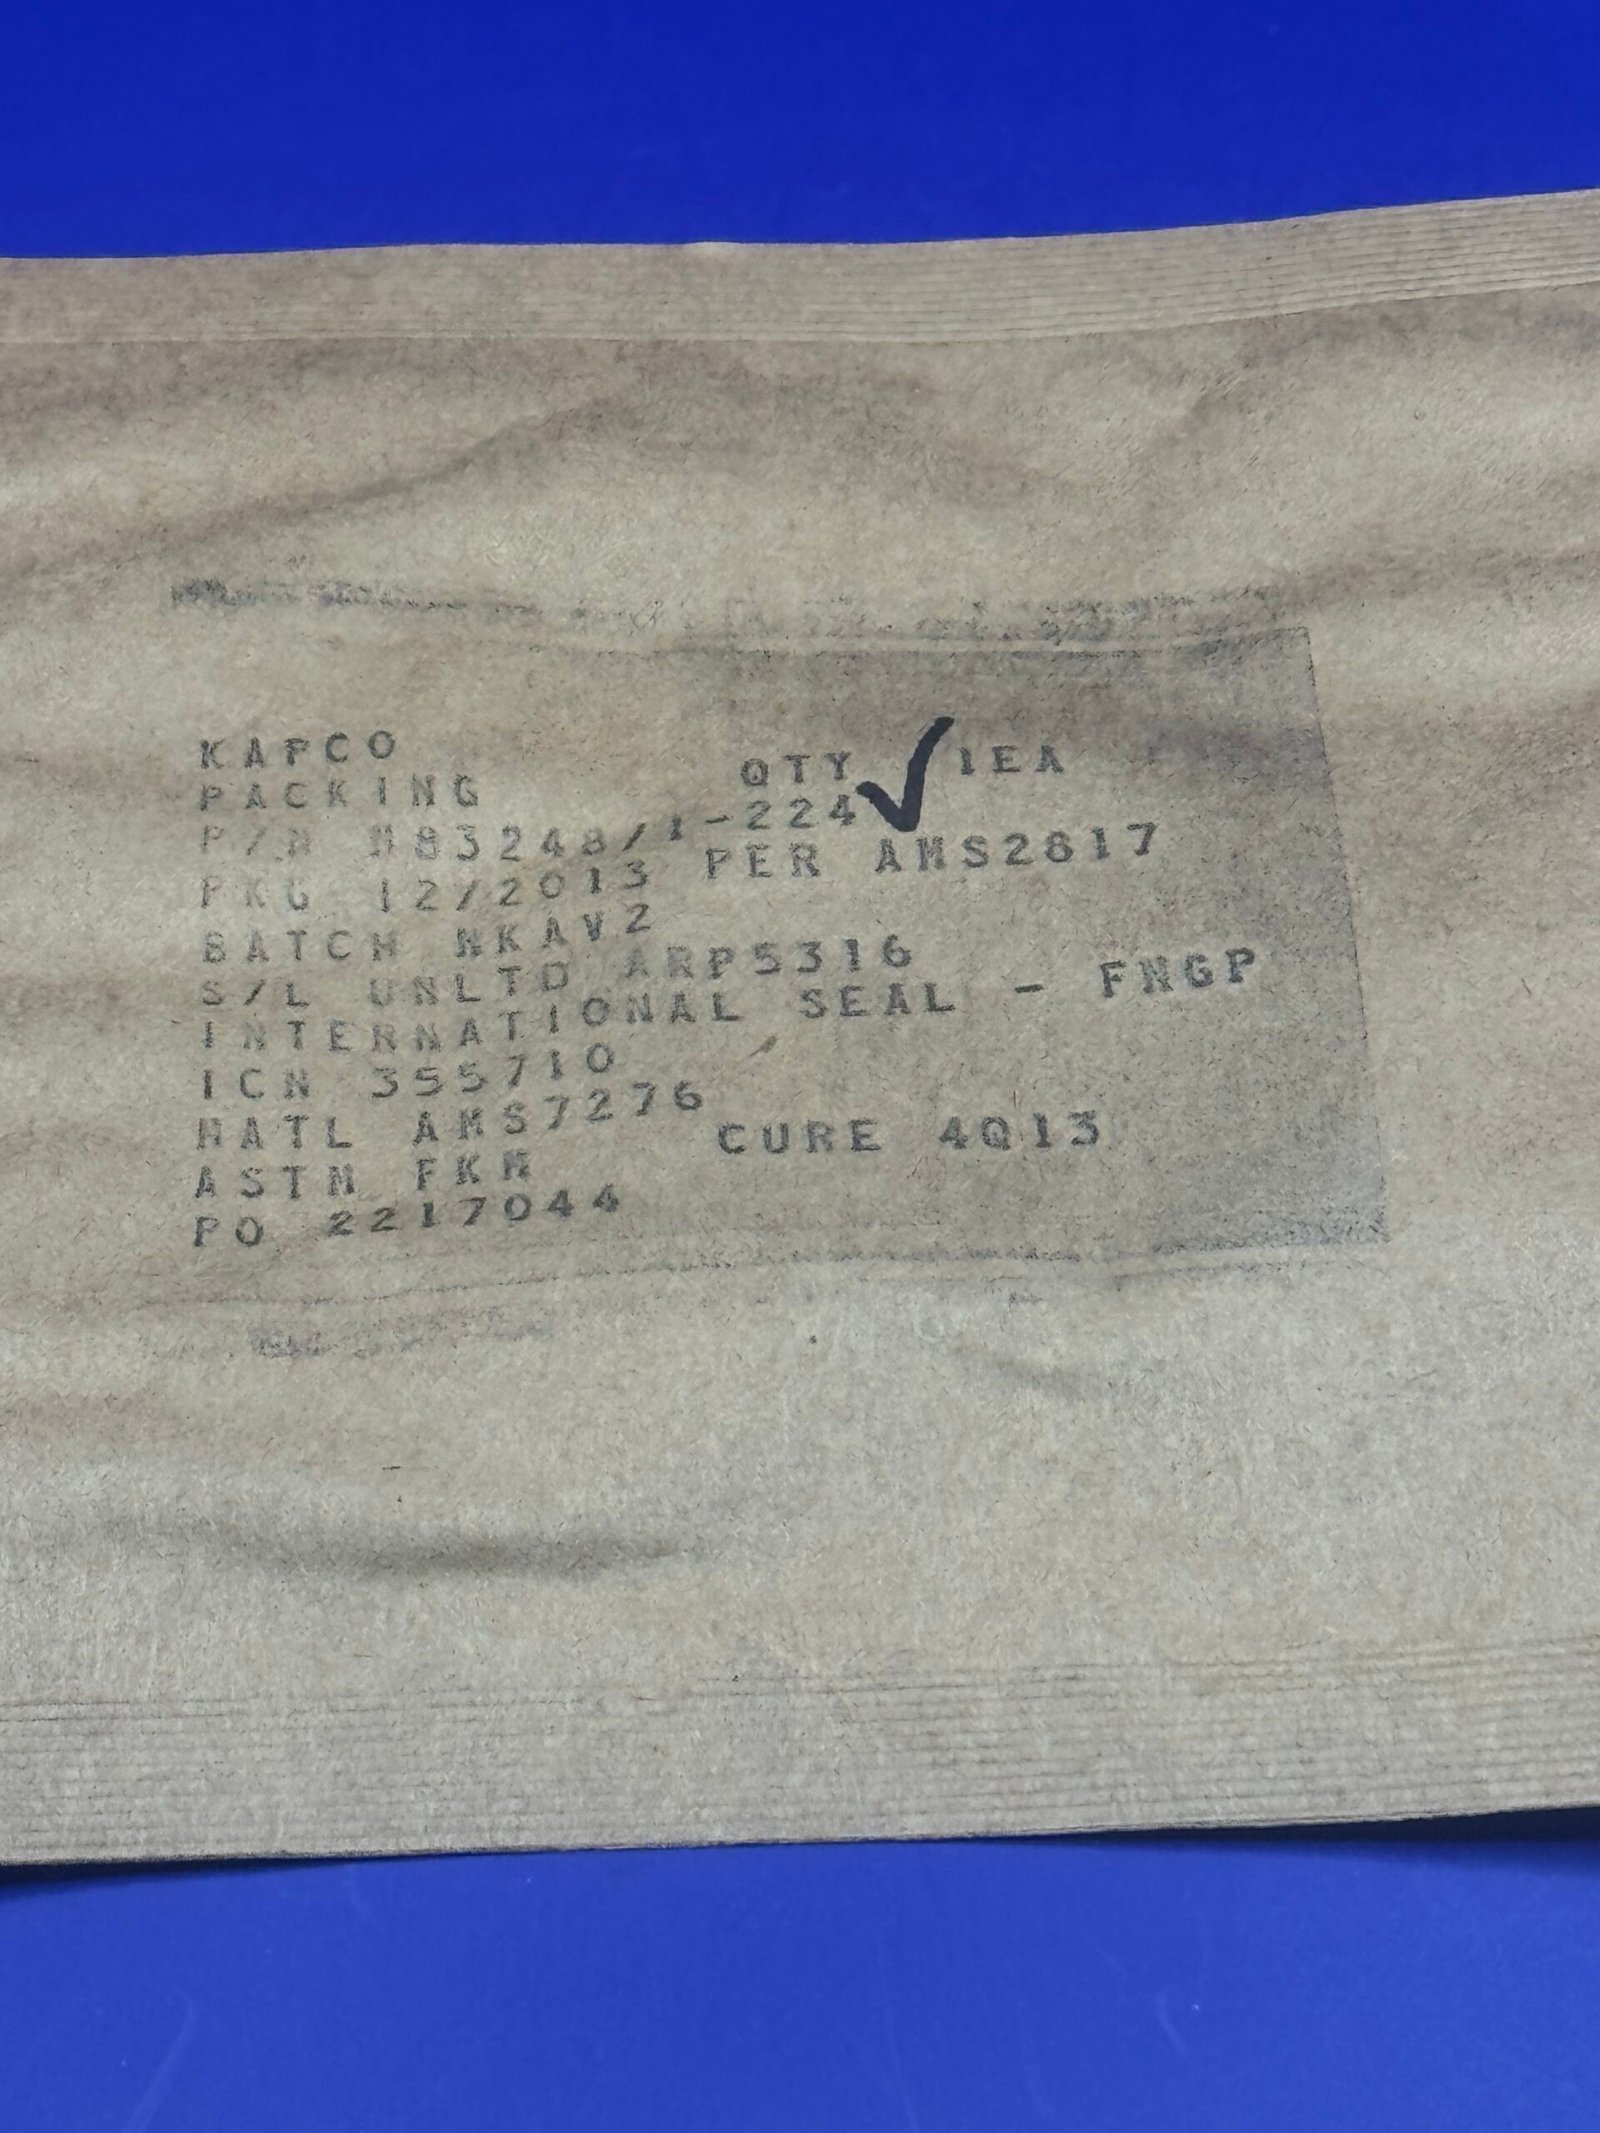 KAPCO
PACKING QTY 1EA
P/N M83248/1-224
PKG 12/2013 PER AMS2817
BATCH NKAV2
S/L UNLTD ARP5316
INTERNATIONAL SEAL - FNGP
ICN 355710
MATL AMS7276
ASTM FKM CURE 4Q13
PO 2217044